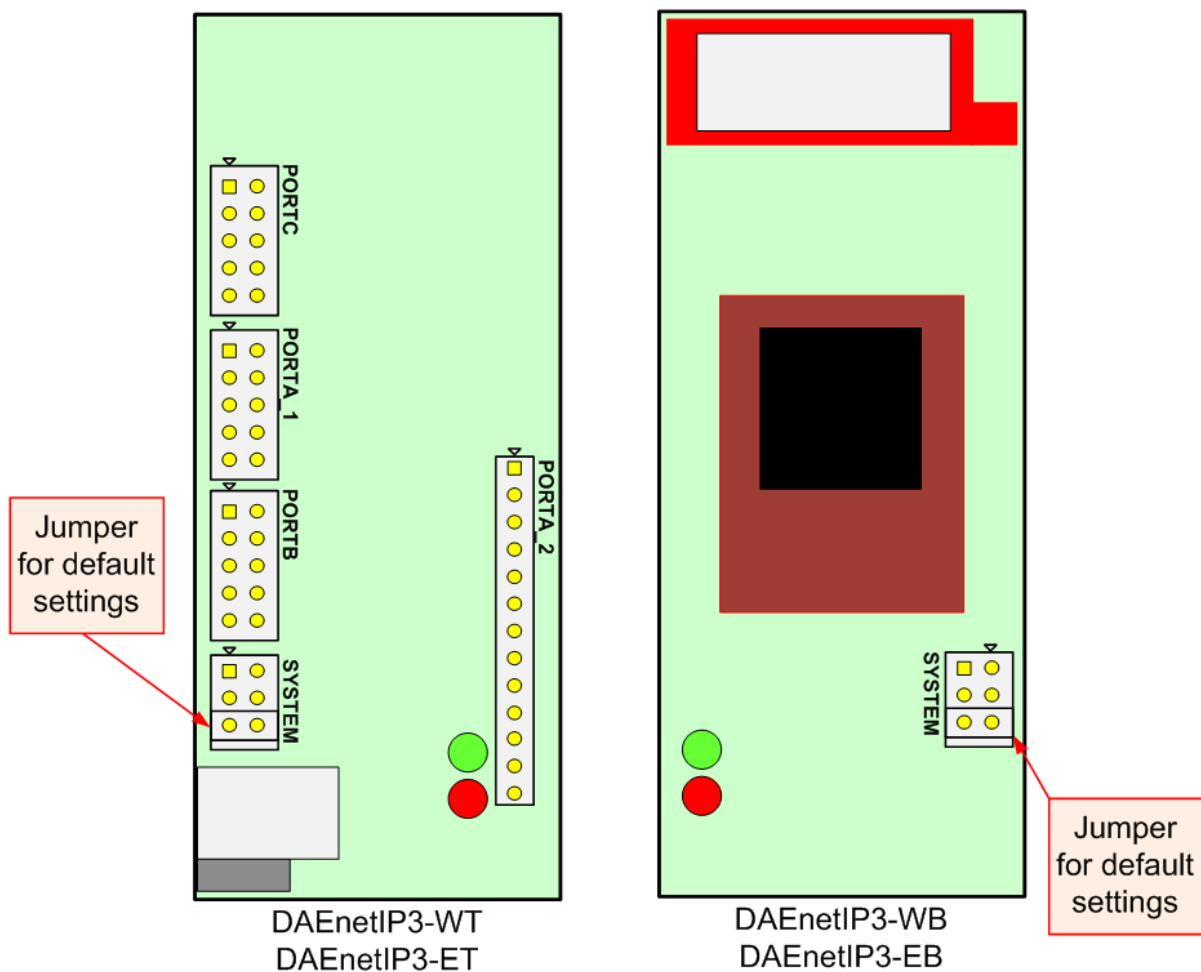 PORTC
PORTA_1
PORTB
SYSTEM
PORTA_2
Jumper
for default
settings
DAEnetIP3-WT
DAEnetIP3-ET
SYSTEM
Jumper
for default
settings
DAEnetIP3-WB
DAEnetIP3-EB